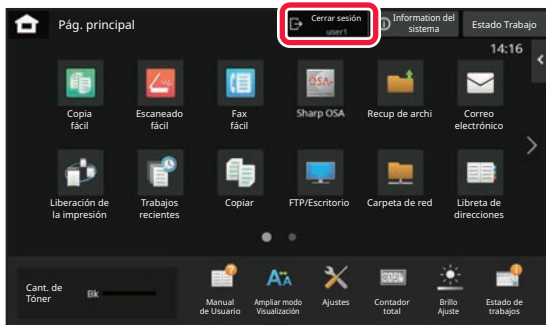 Pág. principal
Cerrar sesión
user1
Information del
sistema
Estado Trabajo
14:16
Copia
fácil
Escaneado
fácil
Fax
fácil
OSA
Sharp OSA
Recup de archi
Correo
electrónico
Liberación de
la impresión
Trabajos
recientes
Copiar
FTP/Escritorio
Carpeta de red
Libreta de
direcciones
Cant. de
Tóner
Bk
Manual
de Usuario
Ampliar modo
Visualización
Ajustes
Contador
total
Brillo
Ajuste
Estado de
trabajos